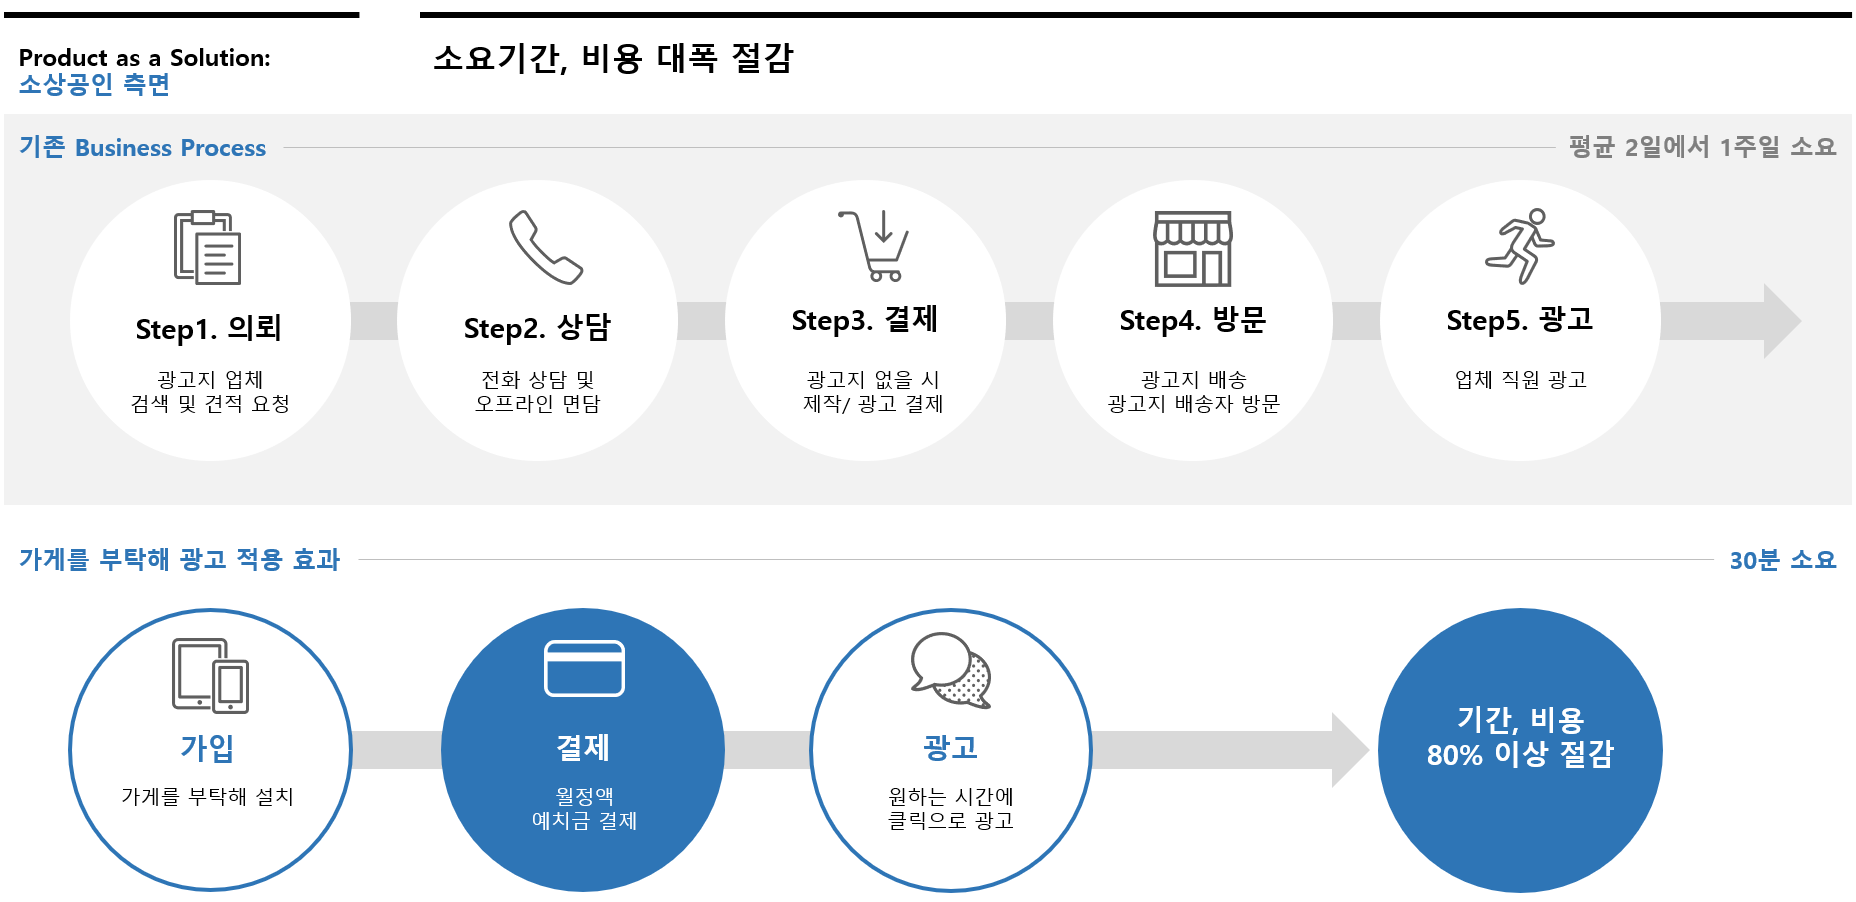 Product as a Solution:
소상공인 측면
소요기간, 비용 대폭 절감
기존 Business Process
평균 2일에서 1주일 소요
Step1. 의뢰
광고지 업체
검색 및 견적 요청
Step2. 상담
전화 상담 및
오프라인 면담
Step3. 결제
광고지 없을 시
제작/ 광고 결제
Step4. 방문
광고지 배송
광고지 배송자 방문
Step5. 광고
업체 직원 광고
가게를 부탁해 광고 적용 효과
30분 소요
가입
가게를 부탁해 설치
결제
월정액
예치금 결제
광고
원하는 시간에
클릭으로 광고
기간, 비용
80% 이상 절감